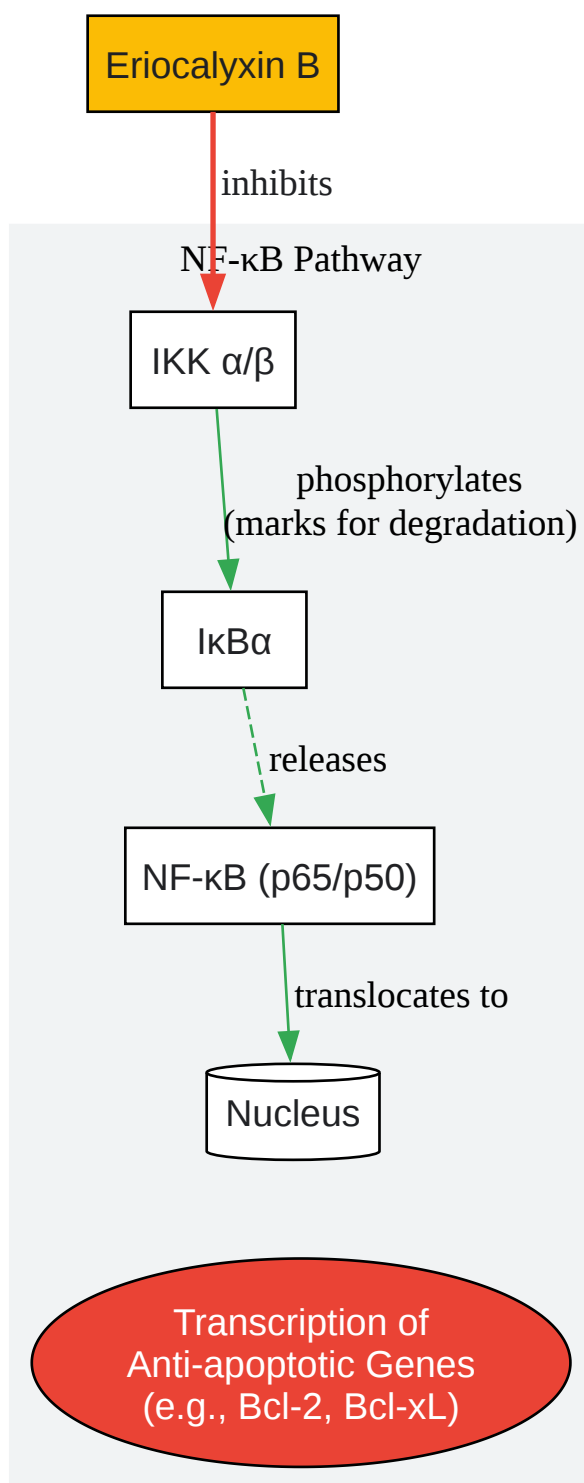 Eriocalyxin B
inhibits
NF-κB Pathway
IKK α/β
phosphorylates
(marks for degradation)
IκBα
releases
NF-κB (p65/p50)
translocates to
Nucleus
Transcription of
Anti-apoptotic Genes
(e.g., Bcl-2, Bcl-xL)